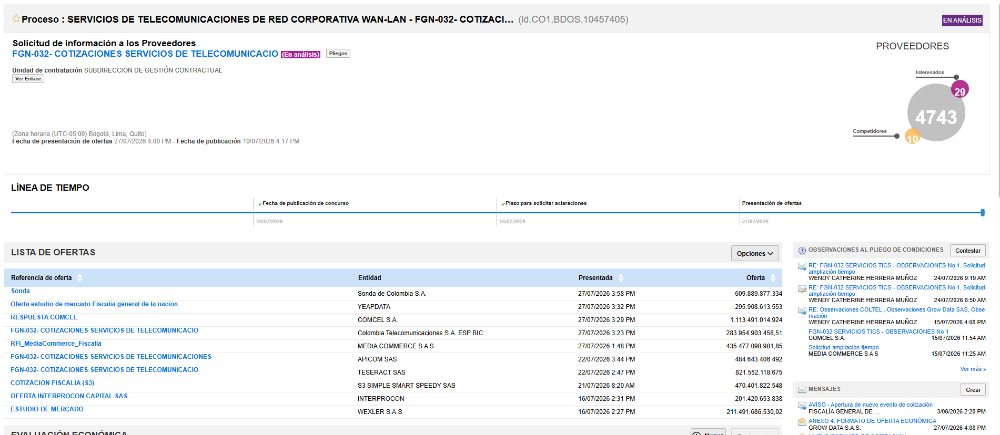 Proceso : SERVICIOS DE TELECOMUNICACIONES DE RED CORPORATIVA WAN-LAN - FGN-032- COTIZACI... (id.CO1.BDOS.10457405)
EN ANÁLISIS
Solicitud de información a los Proveedores
FGN-032- COTIZACIONES SERVICIOS DE TELECOMUNICACIO (En análisis) Pliegos
Unidad de contratación SUBDIRECCIÓN DE GESTIÓN CONTRACTUAL
Ver Enlace
(Zona horaria (UTC-05:00) Bogotá, Lima, Quito)
Fecha de presentación de ofertas 27/07/2026 4:00 PM - Fecha de publicación 10/07/2026 4:17 PM
PROVEEDORES
Interesados
29
4743
Competidores
10
LÍNEA DE TIEMPO
Fecha de publicación de concurso
10/07/2026
Plazo para solicitar aclaraciones
15/07/2026
Presentación de ofertas
27/07/2026
LISTA DE OFERTAS
Opciones
Referencia de oferta Entidad Presentada Oferta
Sonda Sonda de Colombia S.A. 27/07/2026 3:58 PM 609.889.877.334
Oferta estudio de mercado Fiscalia general de la nacion YEAPDATA 27/07/2026 3:32 PM 295.908.613.553
RESPUESTA COMCEL COMCEL S.A. 27/07/2026 3:29 PM 1.113.491.014.924
FGN-032- COTIZACIONES SERVICIOS DE TELECOMUNICACIO Colombia Telecomunicaciones S.A. ESP BIC 27/07/2026 3:23 PM 283.954.903.458,51
RFI_MediaCommerce_Fiscalia MEDIA COMMERCE S A S 27/07/2026 1:48 PM 435.477.098.981,85
FGN-032- COTIZACIONES SERVICIOS DE TELECOMUNICACIONES APICOM SAS 22/07/2026 3:44 PM 484.643.406.492
FGN-032- COTIZACIONES SERVICIOS DE TELECOMUNICACIO TESERACT SAS 22/07/2026 2:47 PM 821.552.118.675
COTIZACION FISCALIA (S3) S3 SIMPLE SMART SPEEDY SAS 21/07/2026 8:20 AM 470.401.822.548
OFERTA INTERPROCON CAPITAL SAS INTERPROCON 16/07/2026 2:31 PM 201.420.653.838
ESTUDIO DE MERCADO WEXLER S.A.S 16/07/2026 2:27 PM 211.491.686.530,02
EVALUACIÓN ECONÓMICA
Nuevo
OBSERVACIONES AL PLIEGO DE CONDICIONES Contestar
RE: FGN-032 SERVICIOS TICS - OBSERVACIONES No 1, Solicitud
ampliación tiempo
WENDY CATHERINE HERRERA MUÑOZ 24/07/2026 9:19 AM
RE: FGN-032 SERVICIOS TICS - OBSERVACIONES No 1, Solicitud
ampliación tiempo
WENDY CATHERINE HERRERA MUÑOZ 24/07/2026 8:50 AM
RE: Observaciones COLTEL , Observaciones Grow Data SAS, Obse
rvación
WENDY CATHERINE HERRERA MUÑOZ 15/07/2026 4:08 PM
FGN-032 SERVICIOS TICS - OBSERVACIONES No 1
COMCEL S.A. 15/07/2026 11:54 AM
Solicitud ampliación tiempo
MEDIA COMMERCE S A S 15/07/2026 11:25 AM
Ver más »
MENSAJES Crear
AVISO - Apertura de nuevo evento de cotización
FISCALÍA GENERAL DE ... 3/08/2026 2:20 PM
ANEXO 4. FORMATO DE OFERTA ECONÓMICA
GROW DATA S.A.S. 27/07/2026 4:08 PM